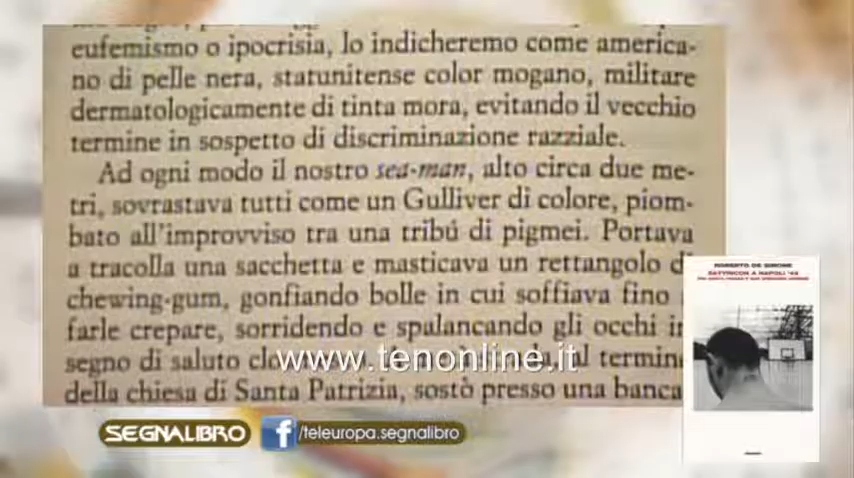 eufemismo o ipocrisia, lo indicheremo come america-
no di pelle nera, statunitense color mogano, militare
dermatologicamente di tinta mora, evitando il vecchio
termine in sospetto di discriminazione razziale.
Ad ogni modo il nostro sea-man, alto circa due me-
tri, sovrastava tutti come un Gulliver di colore, piom-
bato all'improvviso tra una tribú di pigmei. Portava
a tracolla una sacchetta e masticava un rettangolo d
chewing-gum, gonfiando bolle in cui soffiava fino
farle crepare, sorridendo e spalancando gli occhi i
segno di saluto
al termin
della chiesa di Santa Patrizia, sostò presso una banca
www.tenonline.it
ROBERTO DE SIMONE
SATYRICON A NAPOLI '44
SEGNALIBRO
f /teleuropa.segnalibro